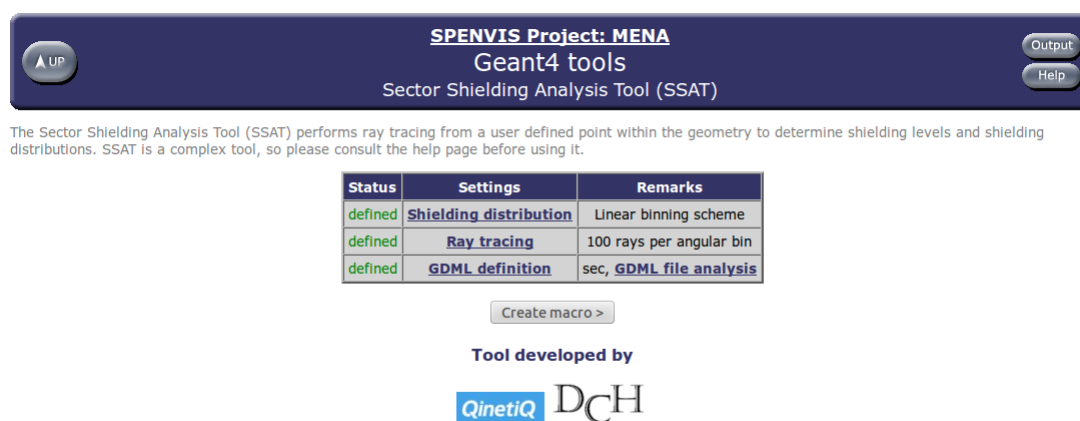 SPENVIS Project: MENA
UP
Geant4 tools
Sector Shielding Analysis Tool (SSAT)
Output
Help
The Sector Shielding Analysis Tool (SSAT) performs ray tracing from a user defined point within the geometry to determine shielding levels and shielding
distributions. SSAT is a complex tool, so please consult the help page before using it.
Status Settings Remarks
defined Shielding distribution Linear binning scheme
defined Ray tracing 100 rays per angular bin
defined GDML definition sec, GDML file analysis
Create macro >
Tool developed by
QinetiQ DCH